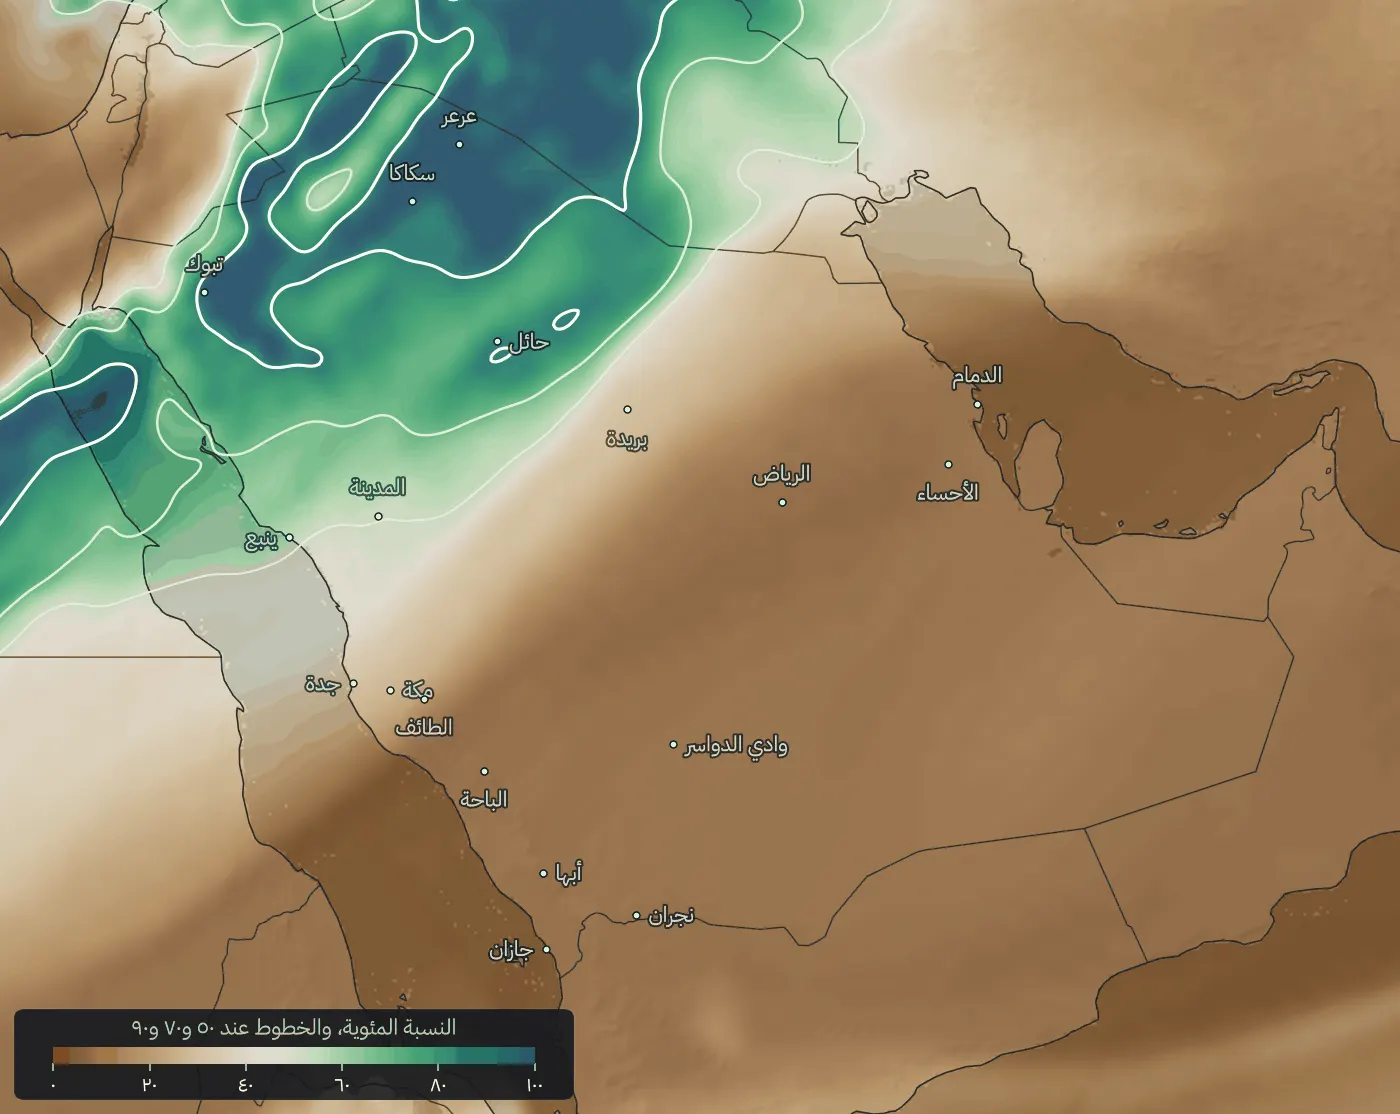 عرعر
سكاكا
تبوك
حائل
الدمام
بريدة
الرياض
المدينة
الأحساء
ينبع
جدة
مكة
الطائف
وادي الدواسر
الباحة
أبها
نجران
جازان
النسبة المئوية، والخطوط عند ٥٠ و٧٠ و٩٠
٠ ٢٠ ٤٠ ٦٠ ٨٠ ١٠٠